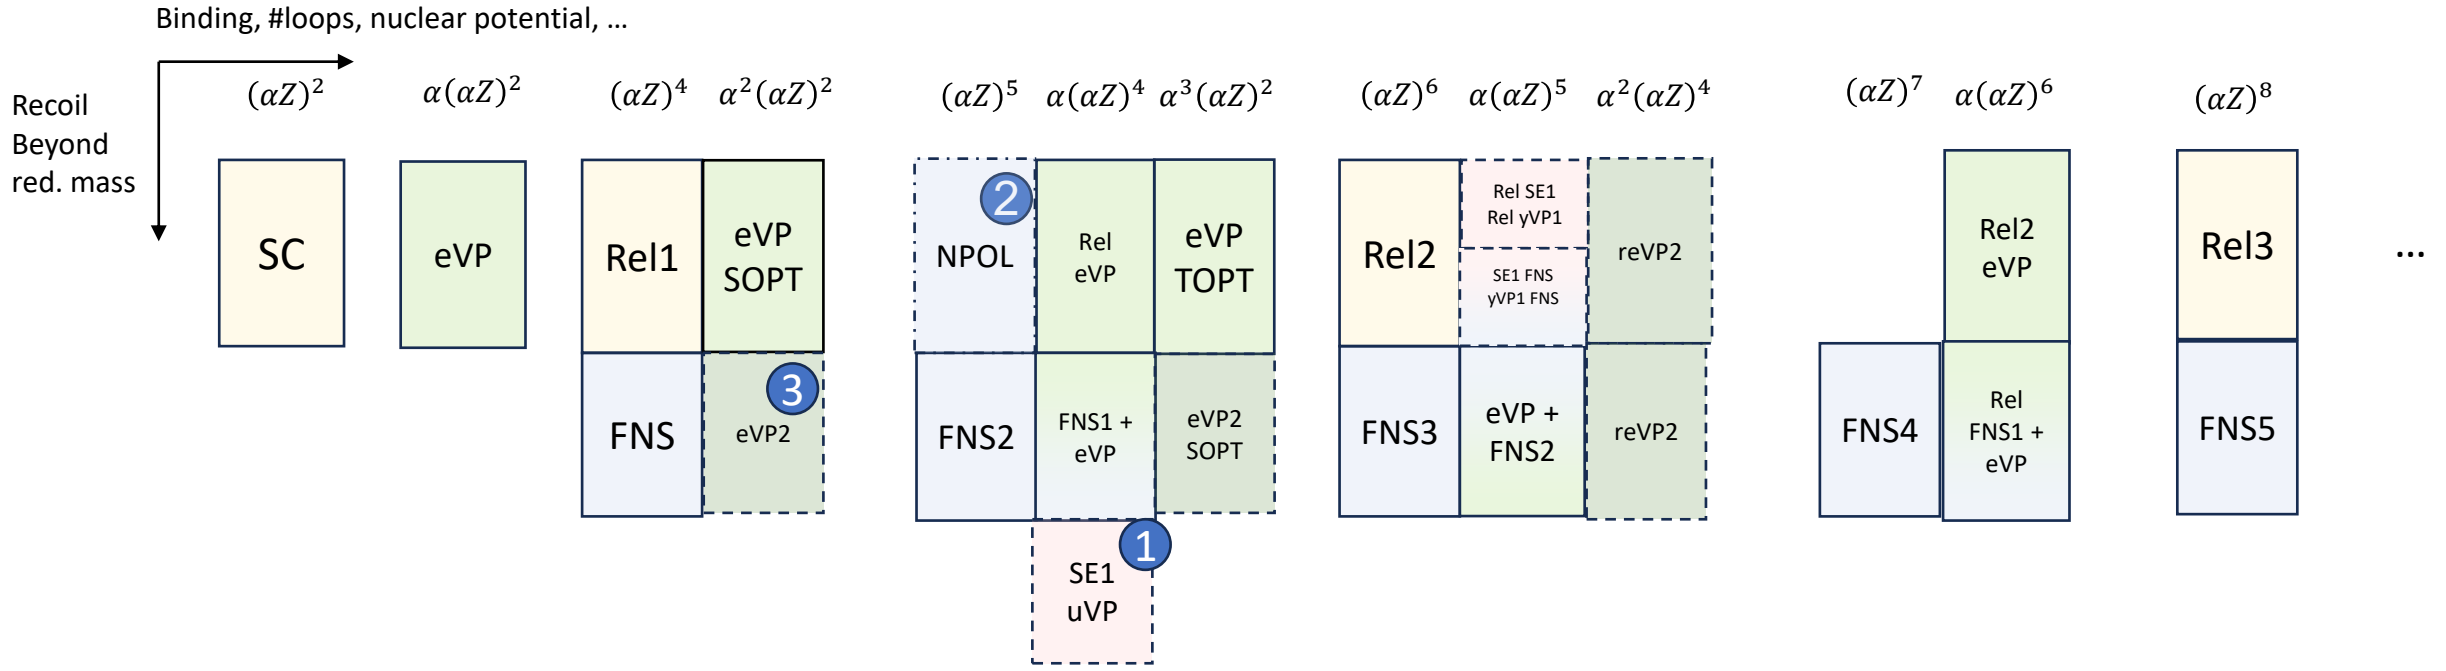 Binding, #loops, nuclear potential, ...
Recoil
Beyond
red. mass
(αZ)² α(αZ)² (αZ)⁴ α²(αZ)² (αZ)⁵ α(αZ)⁴ α³(αZ)² (αZ)⁶ α(αZ)⁵ α²(αZ)⁴ (αZ)⁷ α(αZ)⁶ (αZ)⁸
SC
eVP
Rel1
eVP
SOPT
FNS
3
eVP2
2
NPOL
Rel
eVP
eVP
TOPT
FNS2
FNS1 +
eVP
eVP2
SOPT
1
SE1
uVP
Rel2
Rel SE1
Rel yVP1
SE1 FNS
yVP1 FNS
reVP2
FNS3
eVP +
FNS2
reVP2
Rel2
eVP
FNS4
Rel
FNS1 +
eVP
Rel3
FNS5
...